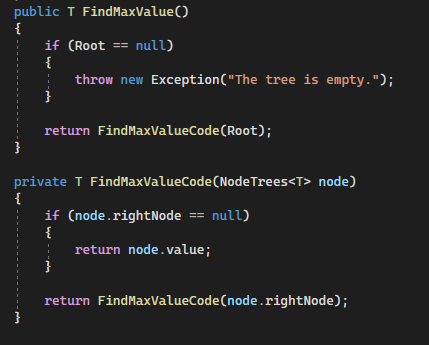 public T FindMaxValue()
{
    if (Root == null)
    {
        throw new Exception("The tree is empty.");
    }

    return FindMaxValueCode(Root);
}

private T FindMaxValueCode(NodeTrees<T> node)
{
    if (node.rightNode == null)
    {
        return node.value;
    }

    return FindMaxValueCode(node.rightNode);
}